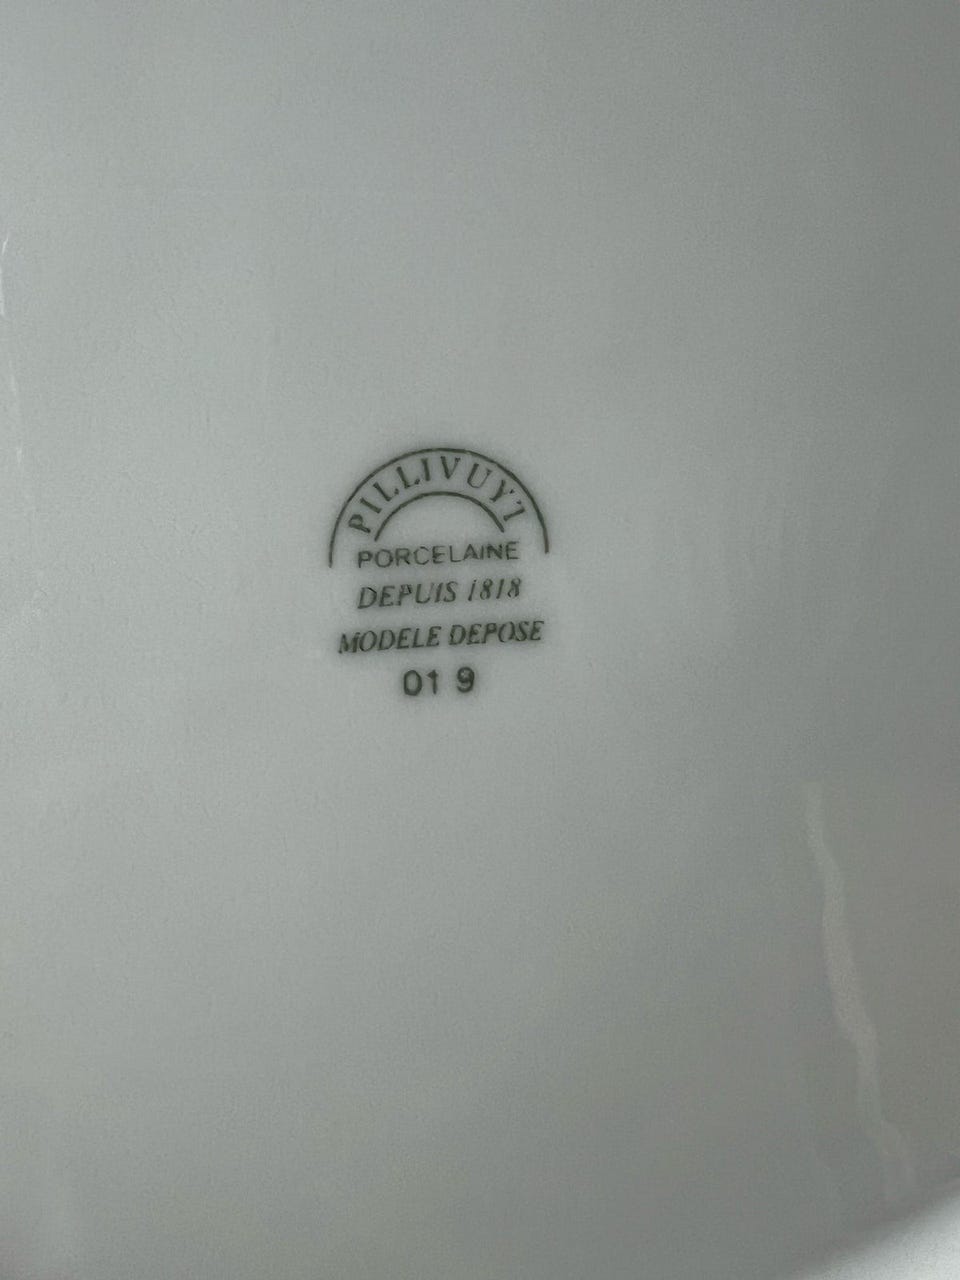 PILLIVUYT
PORCELAINE
DEPUIS 1818
MODELE DEPOSE
01 9